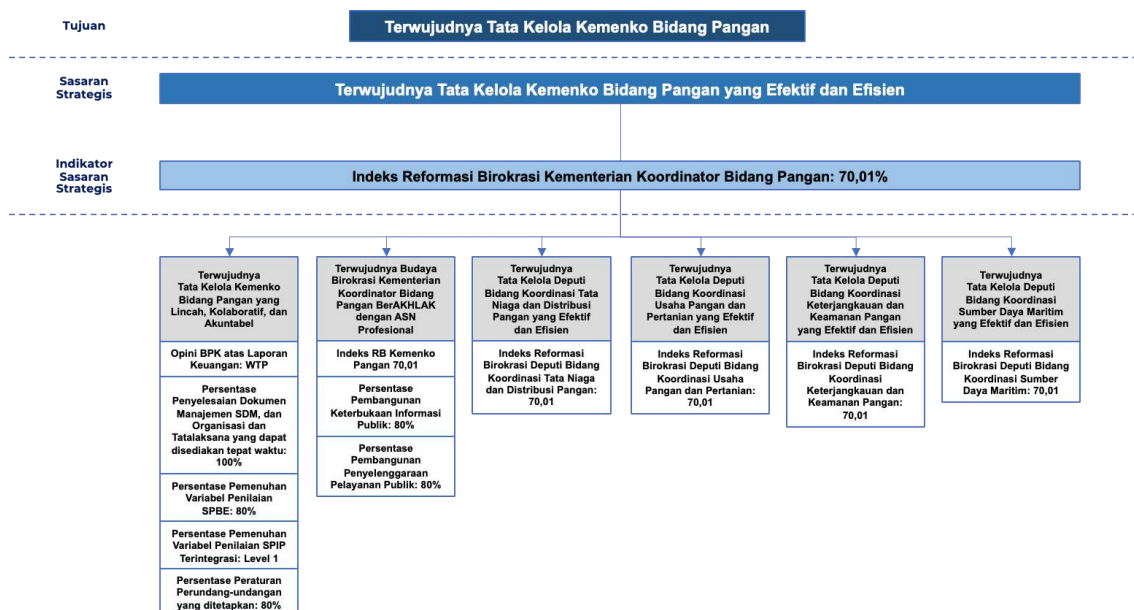 Tujuan
Terwujudnya Tata Kelola Kemenko Bidang Pangan
Sasaran
Strategis
Terwujudnya Tata Kelola Kemenko Bidang Pangan yang Efektif dan Efisien
Indikator
Sasaran
Strategis
Indeks Reformasi Birokrasi Kementerian Koordinator Bidang Pangan: 70,01%
Terwujudnya
Tata Kelola Kemenko
Bidang Pangan yang
Lincah, Kolaboratif, dan
Akuntabel
Opini BPK atas Laporan
Keuangan: WTP
Persentase
Penyelesaian Dokumen
Manajemen SDM, dan
Organisasi dan
Tatalaksana yang dapat
disediakan tepat waktu:
100%
Persentase Pemenuhan
Variabel Penilaian
SPBE: 80%
Persentase Pemenuhan
Variabel Penilaian SPIP
Terintegrasi: Level 1
Persentase Peraturan
Perundang-undangan
yang ditetapkan: 80%
Terwujudnya Budaya
Birokrasi Kementerian
Koordinator Bidang
Pangan BerAKHLAK
dengan ASN
Profesional
Indeks RB Kemenko
Pangan 70,01
Persentase
Pembangunan
Keterbukaan Informasi
Publik: 80%
Persentase
Pembangunan
Penyelenggaraan
Pelayanan Publik: 80%
Terwujudnya
Tata Kelola Deputi
Bidang Koordinasi Tata
Niaga dan Distribusi
Pangan yang Efektif
dan Efisien
Indeks Reformasi
Birokrasi Deputi Bidang
Koordinasi Tata Niaga
dan Distribusi Pangan:
70,01
Terwujudnya
Tata Kelola Deputi
Bidang Koordinasi
Usaha Pangan dan
Pertanian yang Efektif
dan Efisien
Indeks Reformasi
Birokrasi Deputi Bidang
Koordinasi Usaha
Pangan dan Pertanian:
70,01
Terwujudnya
Tata Kelola Deputi
Bidang Koordinasi
Keterjangkauan dan
Keamanan Pangan
yang Efektif dan Efisien
Indeks Reformasi
Birokrasi Deputi Bidang
Koordinasi
Keterjangkauan dan
Keamanan Pangan:
70,01
Terwujudnya
Tata Kelola Deputi
Bidang Koordinasi
Sumber Daya Maritim
yang Efektif dan Efisien
Indeks Reformasi
Birokrasi Deputi Bidang
Koordinasi Sumber
Daya Maritim: 70,01